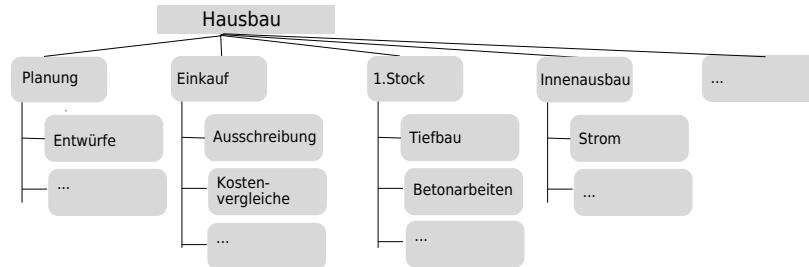 Hausbau
Planung
Einkauf
1.Stock
Innenausbau
...
Entwürfe
...
Ausschreibung
Kosten-
vergleiche
...
Tiefbau
Betonarbeiten
...
Strom
...